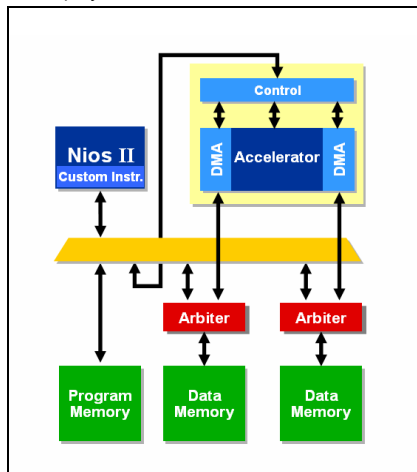 Control
Nios II
Custom Instr.
DMA
Accelerator
DMA
Arbiter
Arbiter
Program
Memory
Data
Memory
Data
Memory